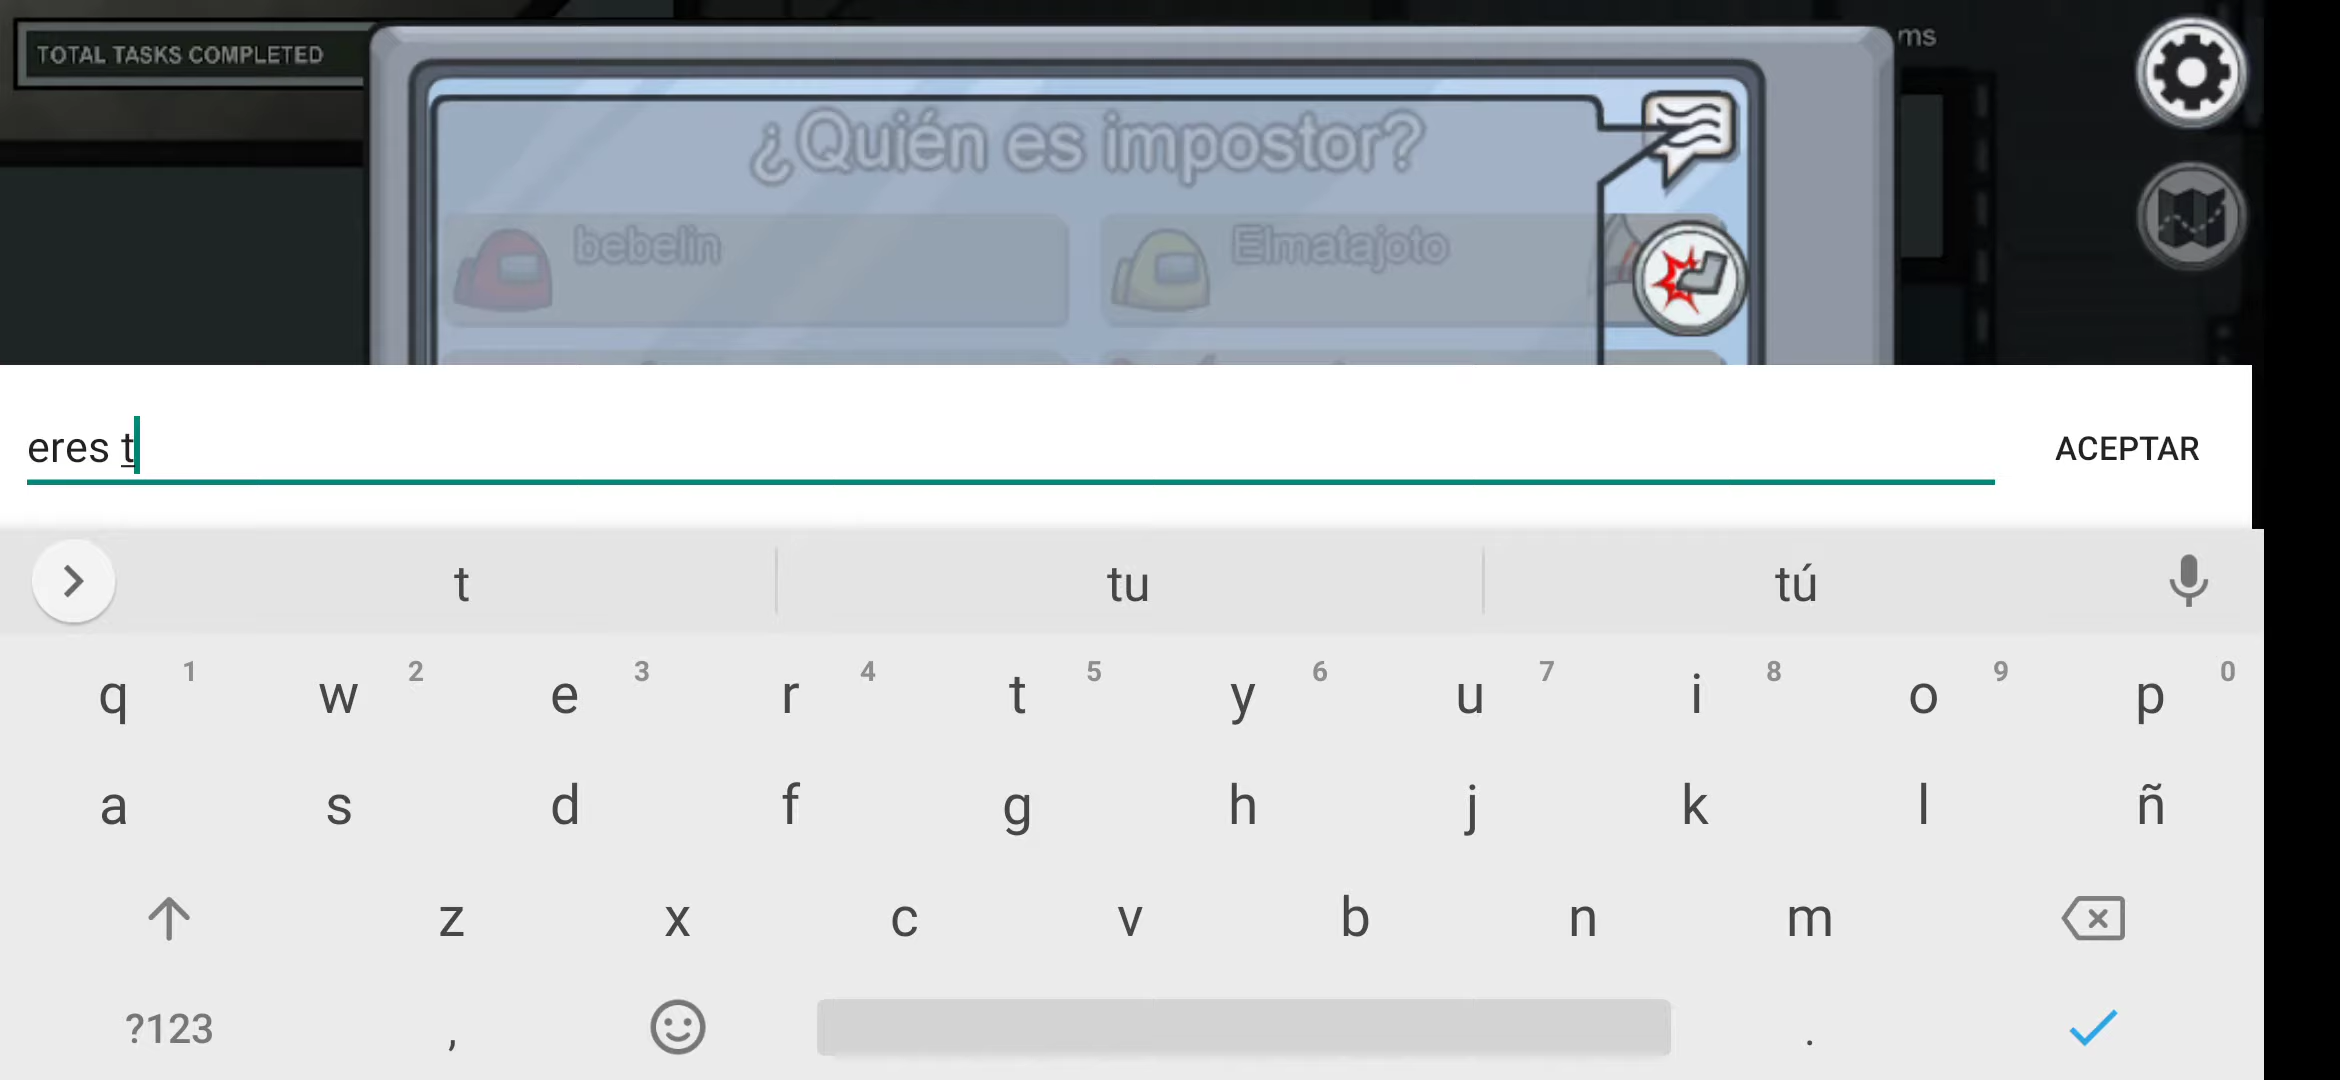 TOTAL TASKS COMPLETED
ms
¿Quién es impostor?
bebelin
Elmatajoto
eres t
ACEPTAR
t tu tú
q 1 w 2 e 3 r 4 t 5 y 6 u 7 i 8 o 9 p 0
a s d f g h j k l ñ
z x c v b n m
?123 , .